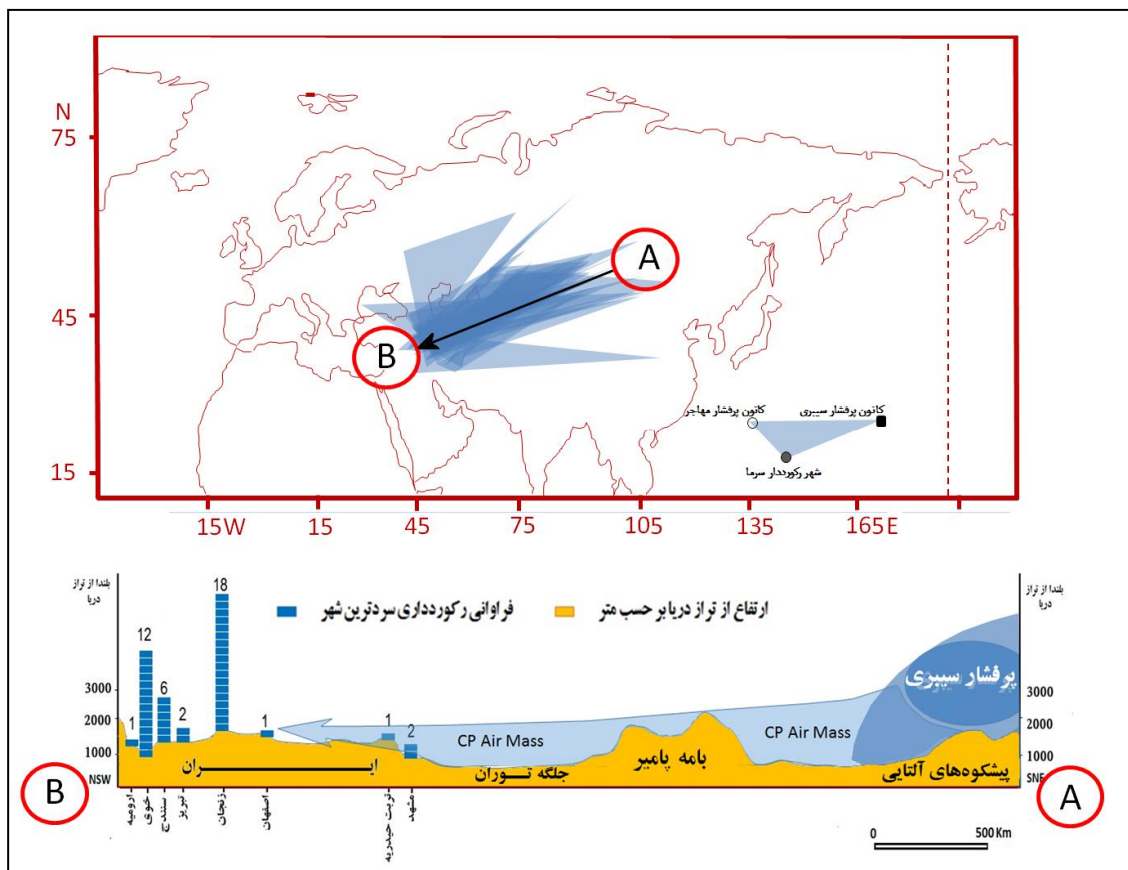 N
75
45
15
A
B
کانون پرفشار مهاجر
کانون پرفشار سیبری
شهر رکورددار سرما
15W
15
45
75
105
135
165E
بلندا از تراز
دریا
3000
2000
1000
NSW
فراوانی رکوردداری سردترین شهر
ارتفاع از تراز دریا بر حسب متر
بلندا از تراز
دریا
3000
2000
1000
SNE
1
12
6
2
18
1
1
2
پرفشار سیبری
CP Air Mass
CP Air Mass
ایـــران
جلگه تــوران
بامه پامیر
پیشکوه‌های آلتایی
B
A
ارومیه
خوی
سنندج
تبریز
زنجان
اصفهان
تربت حیدریه
مشهد
0
500 Km